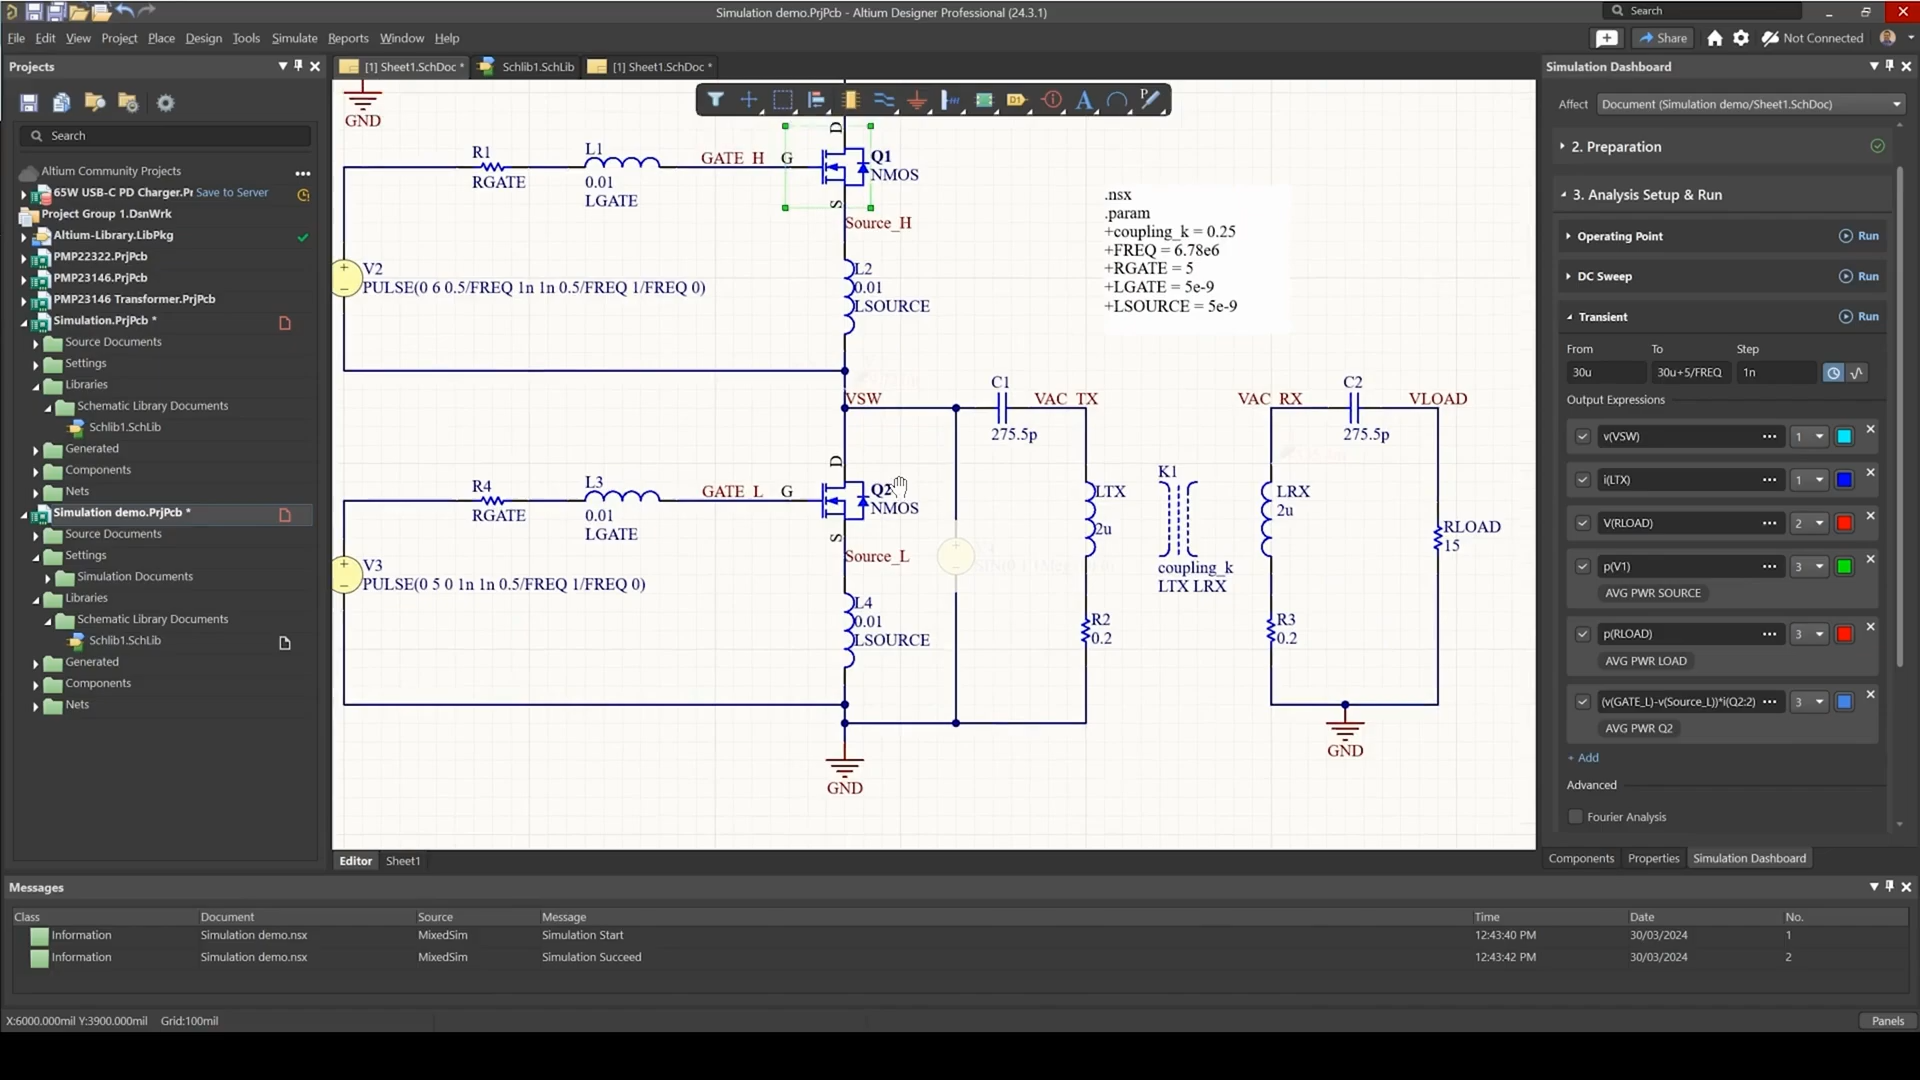 Simulation demo.PrjPcb - Altium Designer Professional (24.3.1)
Search
File Edit View Project Place Design Tools Simulate Reports Window Help
Share
Not Connected
Projects
[1] Sheet1.SchDoc *
Schlib1.SchLib
[1] Sheet1.SchDoc *
Search
Altium Community Projects
65W USB-C PD Charger.Pr Save to Server
Project Group 1.DsnWrk
Altium-Library.LibPkg
PMP22322.PrjPcb
PMP23146.PrjPcb
PMP23146 Transformer.PrjPcb
Simulation.PrjPcb *
Source Documents
Settings
Libraries
Schematic Library Documents
Schlib1.SchLib
Generated
Components
Nets
Simulation demo.PrjPcb *
Source Documents
Settings
Simulation Documents
Libraries
Schematic Library Documents
Schlib1.SchLib
Generated
Components
Nets
GND
R1
RGATE
L1
0.01
LGATE
GATE_H
G
D
S
Q1
NMOS
Source_H
V2
PULSE(0 6 0.5/FREQ 1n 1n 0.5/FREQ 1/FREQ 0)
L2
0.01
LSOURCE
.nsx
.param
+coupling_k = 0.25
+FREQ = 6.78e6
+RGATE = 5
+LGATE = 5e-9
+LSOURCE = 5e-9
VSW
C1
275.5p
VAC_TX
VAC_RX
C2
275.5p
VLOAD
R4
RGATE
L3
0.01
LGATE
GATE_L
G
D
S
Q2
NMOS
Source_L
V3
PULSE(0 5 0 1n 1n 0.5/FREQ 1/FREQ 0)
L4
0.01
LSOURCE
LTX
2u
K1
coupling_k
LTX LRX
LRX
2u
RLOAD
15
R2
0.2
R3
0.2
GND
GND
Editor
Sheet1
Simulation Dashboard
Affect
Document (Simulation demo/Sheet1.SchDoc)
2. Preparation
3. Analysis Setup & Run
Operating Point
Run
DC Sweep
Run
Transient
Run
From To Step
30u 30u+5/FREQ 1n
Output Expressions
v(VSW) ... 1
i(LTX) ... 1
V(RLOAD) ... 2
p(V1) ... 3
AVG PWR SOURCE
p(RLOAD) ... 3
AVG PWR LOAD
(v(GATE_L)-v(Source_L))*i(Q2:2) ... 3
AVG PWR Q2
+ Add
Advanced
Fourier Analysis
Components
Properties
Simulation Dashboard
Messages
Class Document Source Message Time Date No.
Information Simulation demo.nsx MixedSim Simulation Start 12:43:40 PM 30/03/2024 1
Information Simulation demo.nsx MixedSim Simulation Succeed 12:43:42 PM 30/03/2024 2
X:6000.000mil Y:3900.000mil Grid:100mil
Panels